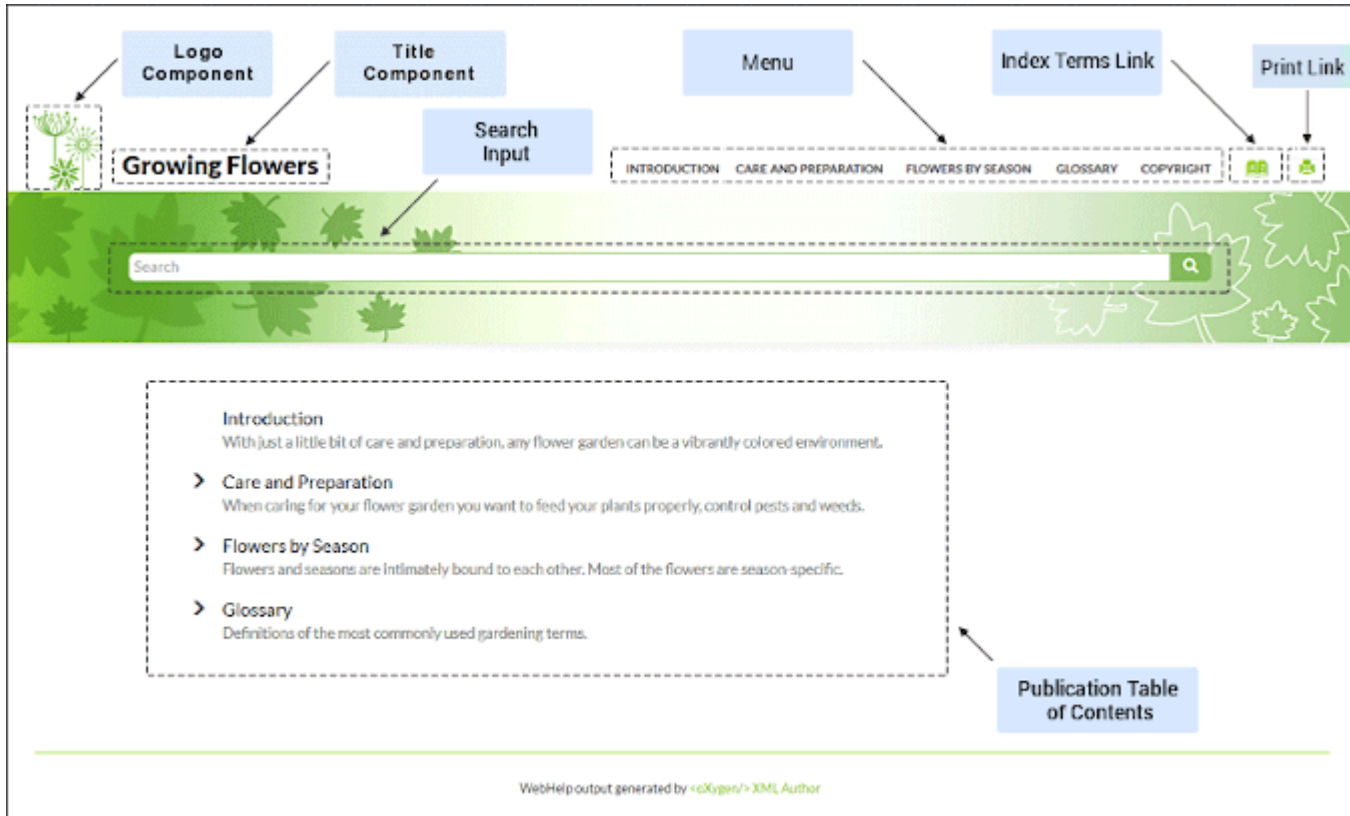 Logo
Component
Title
Component
Menu
Index Terms Link
Print Link
Search
Input
Growing Flowers
INTRODUCTION CARE AND PREPARATION FLOWERS BY SEASON GLOSSARY COPYRIGHT
Search
Introduction
With just a little bit of care and preparation, any flower garden can be a vibrantly colored environment.
Care and Preparation
When caring for your flower garden you want to feed your plants properly, control pests and weeds.
Flowers by Season
Flowers and seasons are intimately bound to each other. Most of the flowers are season-specific.
Glossary
Definitions of the most commonly used gardening terms.
Publication Table
of Contents
WebHelp output generated by <oXygen/> XML Author